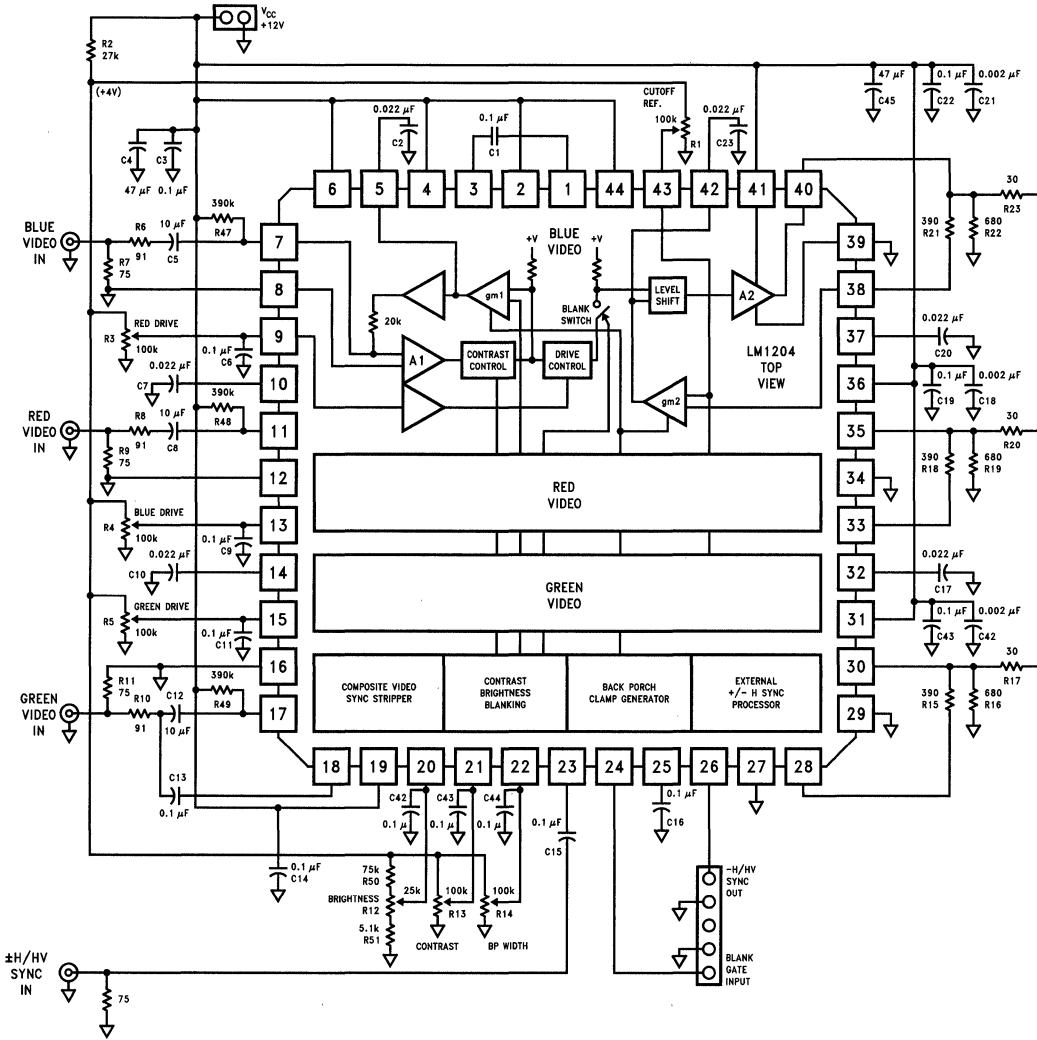 V_CC
+12V
R2
27k
(+4V)
47 µF
C45
0.1 µF
C22
0.002 µF
C21
CUTOFF
REF.
100k
R1
0.022 µF
C2
0.1 µF
C1
0.022 µF
C23
C4
47 µF
C3
0.1 µF
6
5
4
3
2
1
44
43
42
41
40
390k
R47
BLUE
VIDEO
IN
R6
91
10 µF
C5
R7
75
7
8
R3
RED DRIVE
100k
0.1 µF
C6
9
0.022 µF
C7
10
390k
R48
RED
VIDEO
IN
R8
91
10 µF
C8
R9
75
11
12
R4
BLUE DRIVE
100k
0.1 µF
C9
13
0.022 µF
C10
14
R5
GREEN DRIVE
100k
0.1 µF
C11
15
16
R11
75
390k
R49
GREEN
VIDEO
IN
R10
91
C12
10 µF
17
C13
0.1 µF
+V
BLUE
VIDEO
+V
gm1
20k
A1
CONTRAST
CONTROL
DRIVE
CONTROL
BLANK
SWITCH
LEVEL
SHIFT
A2
gm2
LM1204
TOP
VIEW
RED
VIDEO
GREEN
VIDEO
COMPOSITE VIDEO
SYNC STRIPPER
CONTRAST
BRIGHTNESS
BLANKING
BACK PORCH
CLAMP GENERATOR
EXTERNAL
+/− H SYNC
PROCESSOR
39
38
37
36
35
34
33
32
31
30
29
390
R21
680
R22
30
R23
0.022 µF
C20
0.1 µF
C19
0.002 µF
C18
390
R18
680
R19
30
R20
0.022 µF
C17
0.1 µF
C43
0.002 µF
C42
390
R15
680
R16
30
R17
18
19
20
21
22
23
24
25
26
27
28
C42
0.1 µ
C43
0.1 µ
C44
0.1 µ
0.1 µF
C15
0.1 µF
C16
0.1 µF
C14
75k
R50
BRIGHTNESS
R12
25k
5.1k
R51
100k
R13
CONTRAST
100k
R14
BP WIDTH
−H/HV
SYNC
OUT
BLANK
GATE
INPUT
±H/HV
SYNC
IN
75